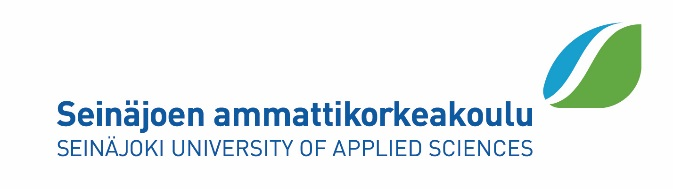 Seinäjoen ammattikorkeakoulu
SEINÄJOKI UNIVERSITY OF APPLIED SCIENCES